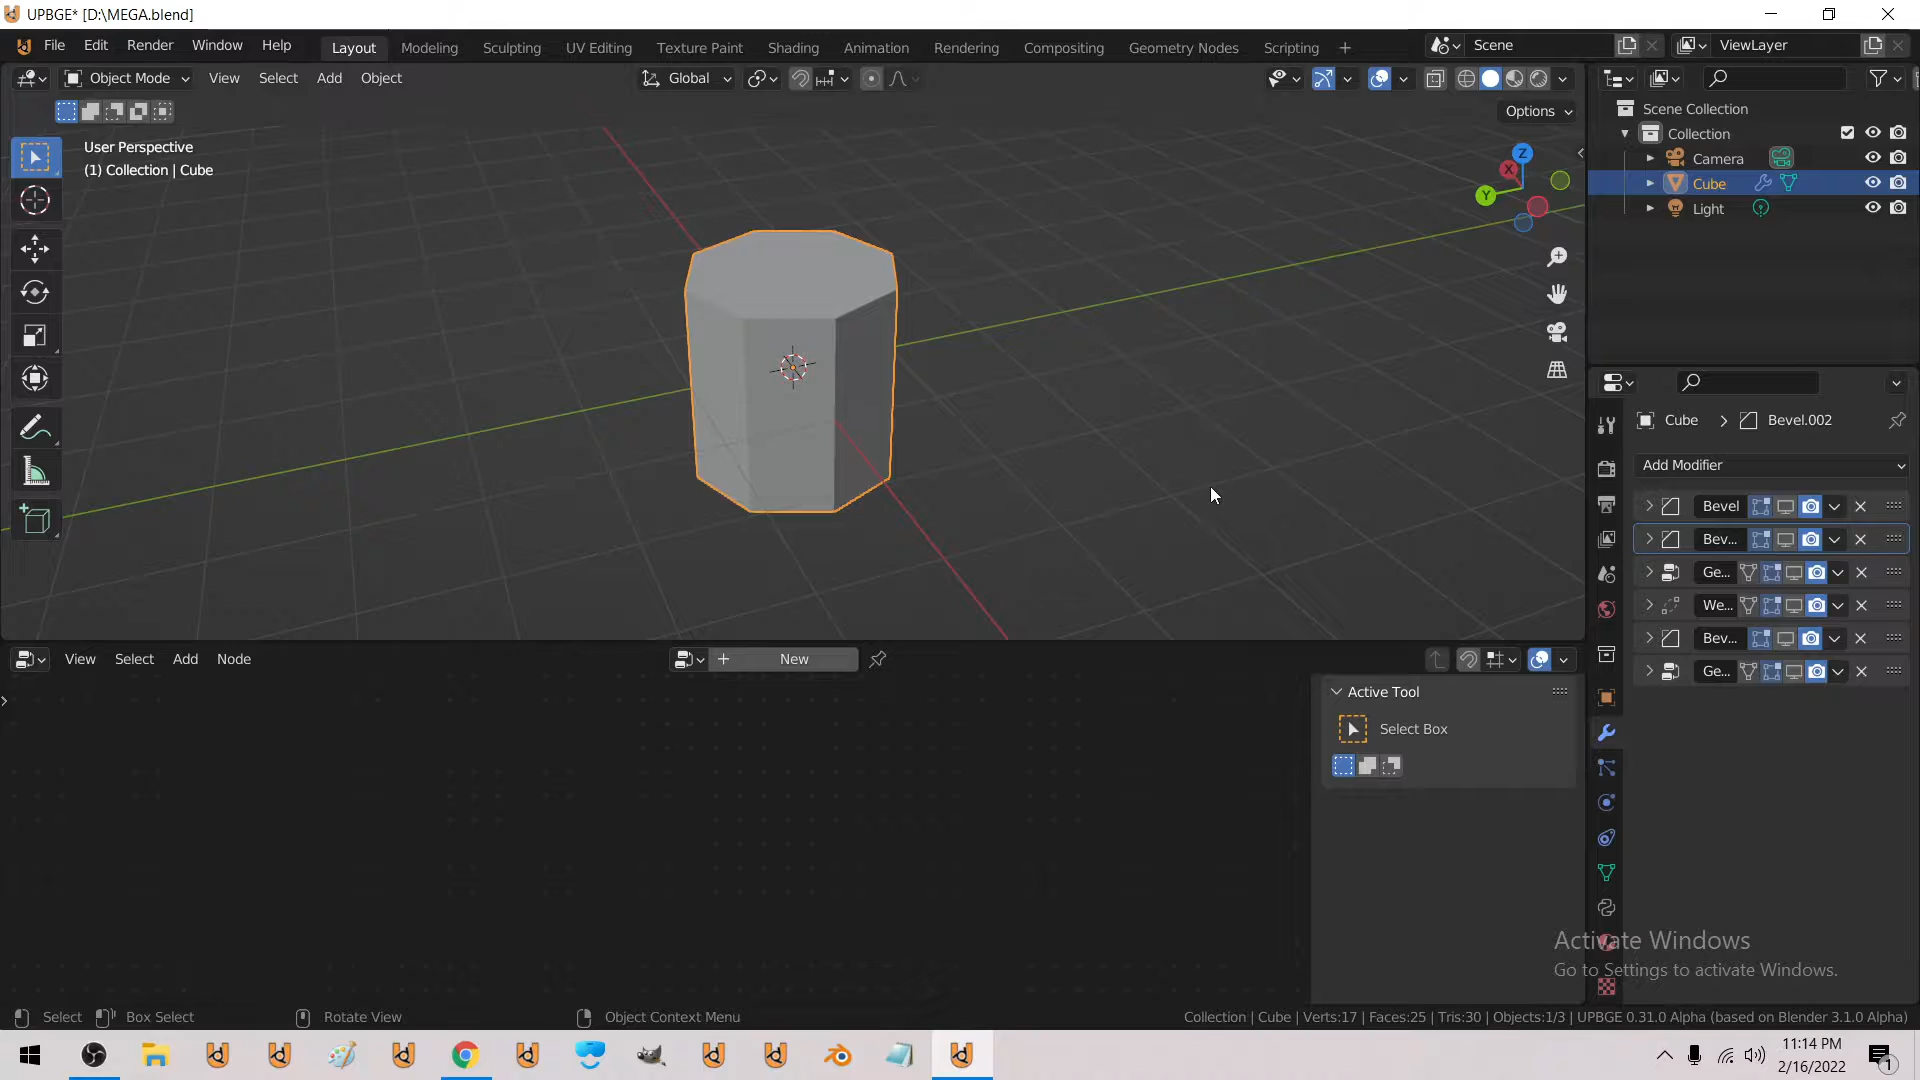 UPBGE* [D:\MEGA.blend]
File Edit Render Window Help Layout Modeling Sculpting UV Editing Texture Paint Shading Animation Rendering Compositing Geometry Nodes Scripting + Scene ViewLayer
Object Mode View Select Add Object Global
Options
User Perspective
(1) Collection | Cube
Z
X
Y
Scene Collection
Collection
Camera
Cube
Light
Cube > Bevel.002
Add Modifier
Bevel
Bev...
Ge...
We...
Bev...
Ge...
View Select Add Node New
Active Tool
Select Box
Activate Windows
Go to Settings to activate Windows.
Select Box Select Rotate View Object Context Menu Collection | Cube | Verts:17 | Faces:25 | Tris:30 | Objects:1/3 | UPBGE 0.31.0 Alpha (based on Blender 3.1.0 Alpha)
11:14 PM
2/16/2022
1